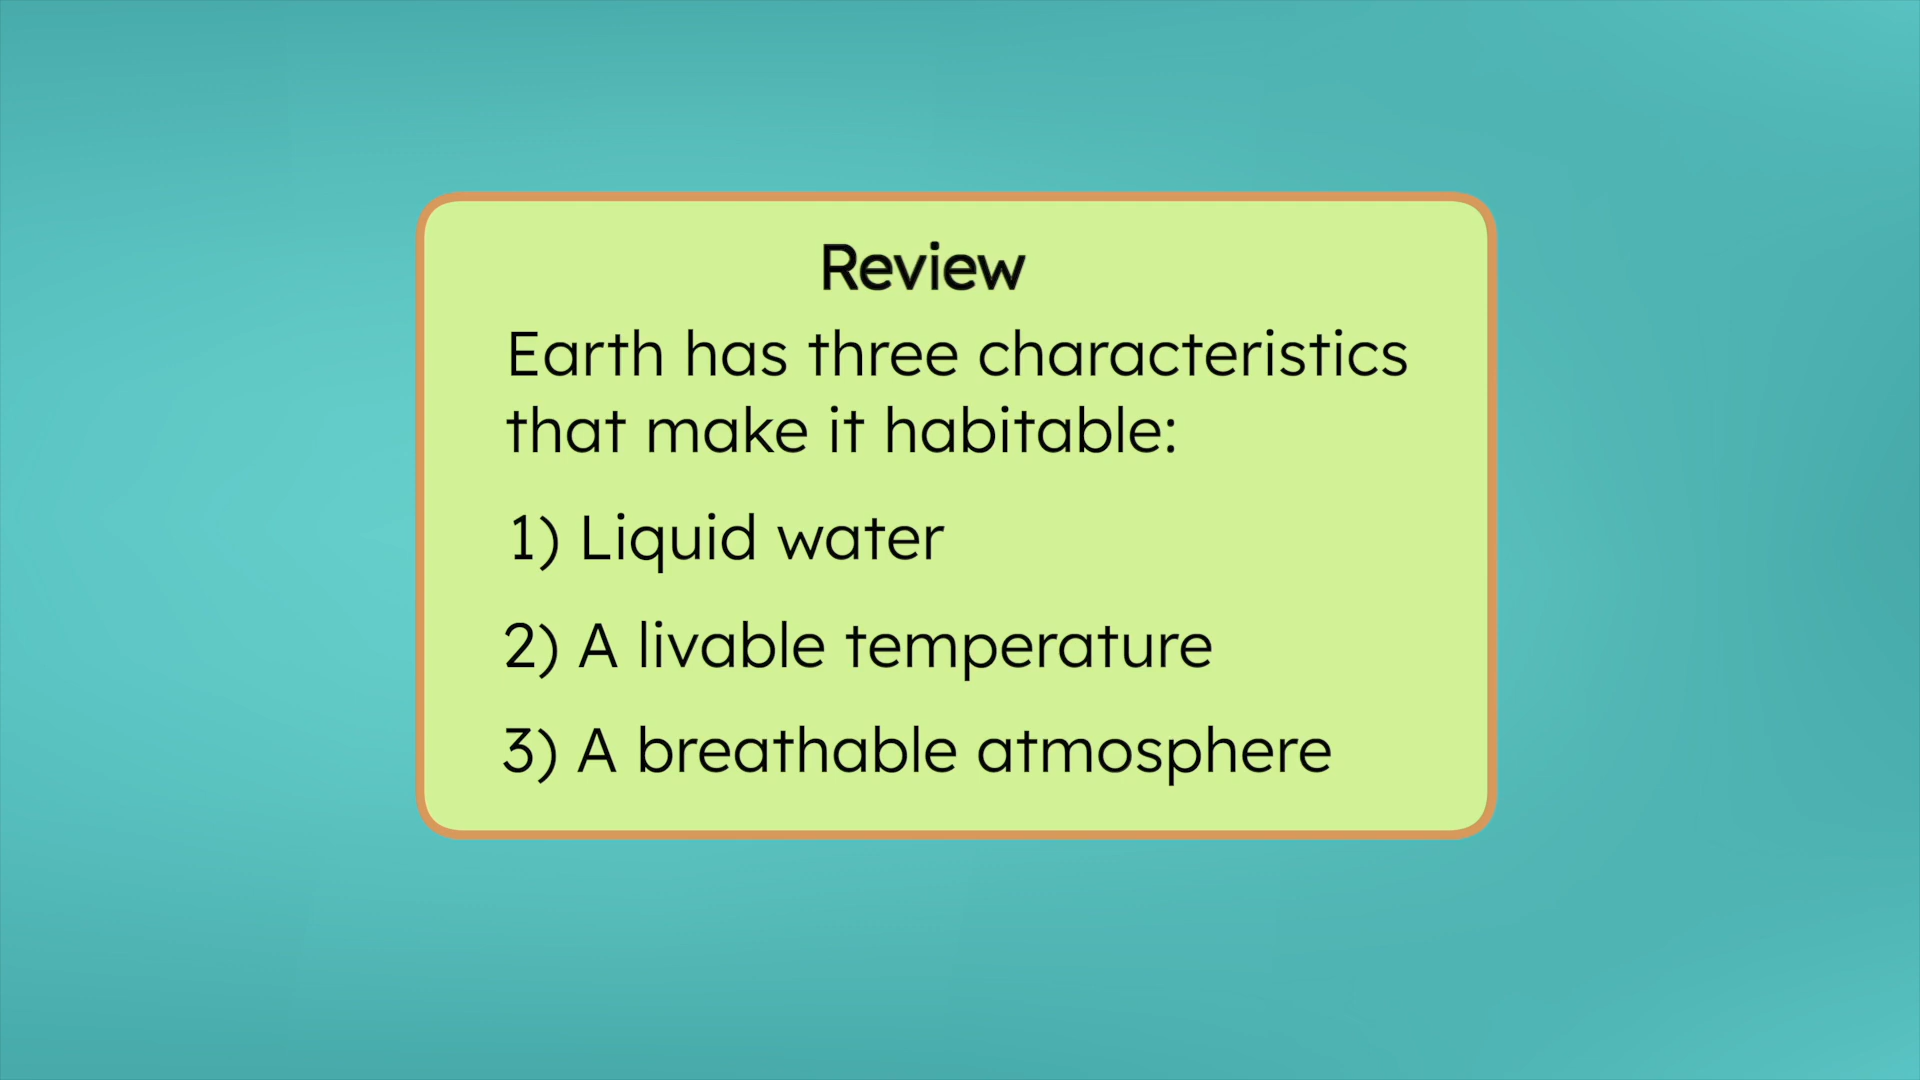 Review
Earth has three characteristics
that make it habitable:
1) Liquid water
2) A livable temperature
3) A breathable atmosphere